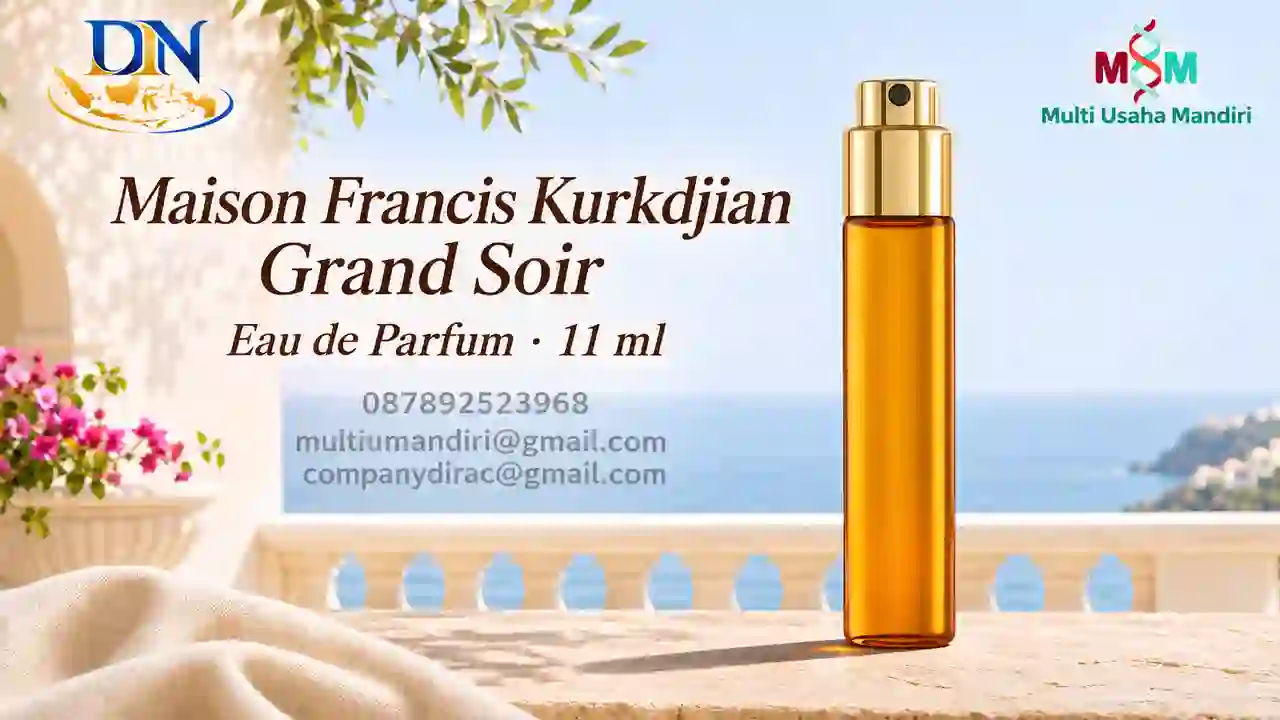 DN
MSM
Multi Usaha Mandiri
Maison Francis Kurkdjian
Grand Soir
Eau de Parfum · 11 ml
087892523968
multiumandiri@gmail.com
companydirac@gmail.com